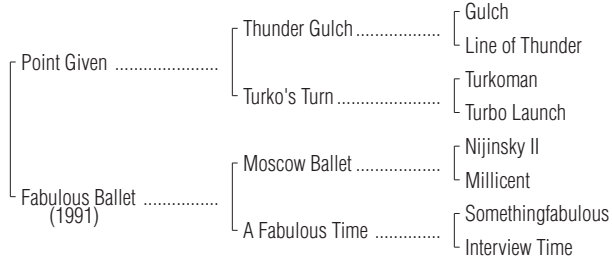 Gulch
Thunder Gulch ....................
Line of Thunder
Point Given ......................
Turkoman
Turko's Turn ........................
Turbo Launch
Nijinsky II
Moscow Ballet ....................
Millicent
Fabulous Ballet ................
(1991)
Somethingfabulous
A Fabulous Time ...............
Interview Time